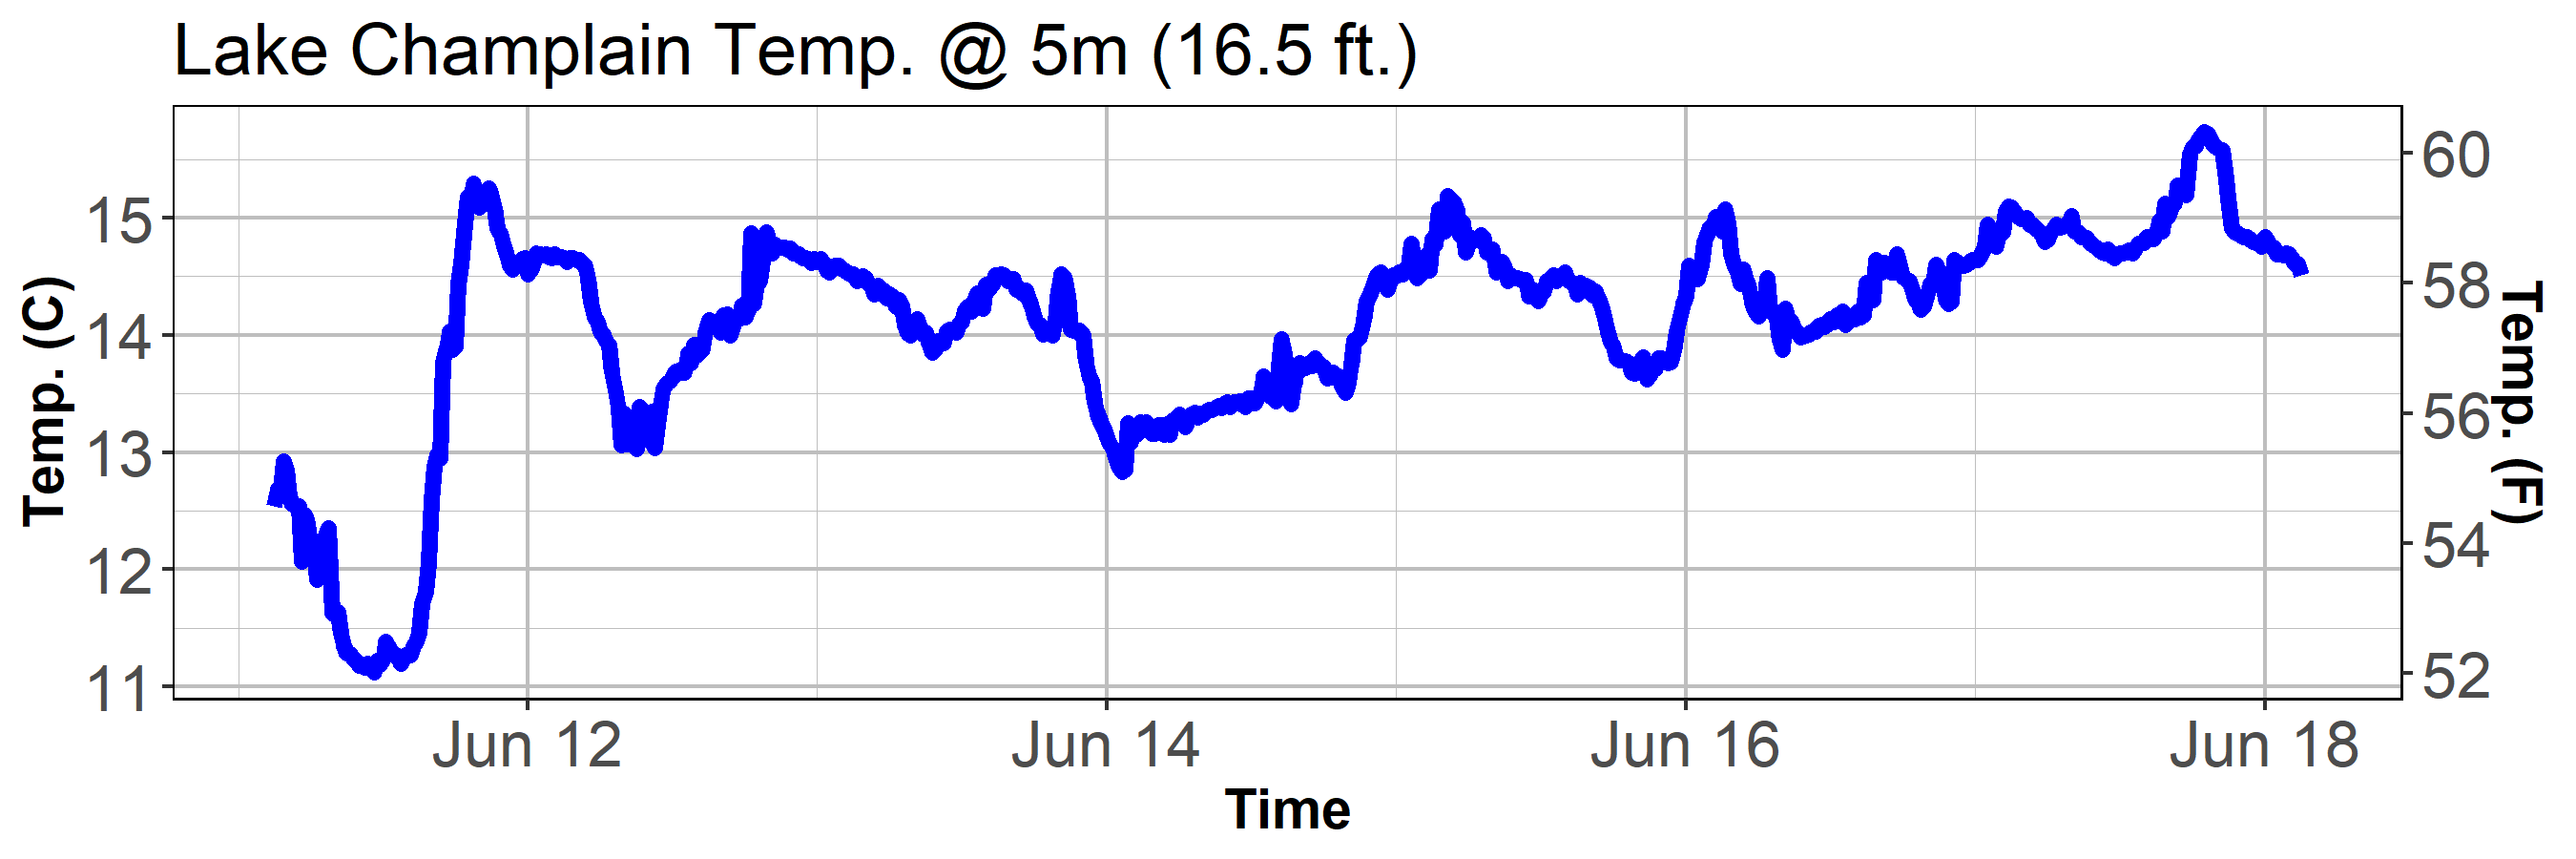 Lake Champlain Temp. @ 5m (16.5 ft.)
Temp. (C)
15
14
13
12
11
60
58
56
54
52
Temp. (F)
Jun 12 Jun 14 Jun 16 Jun 18
Time